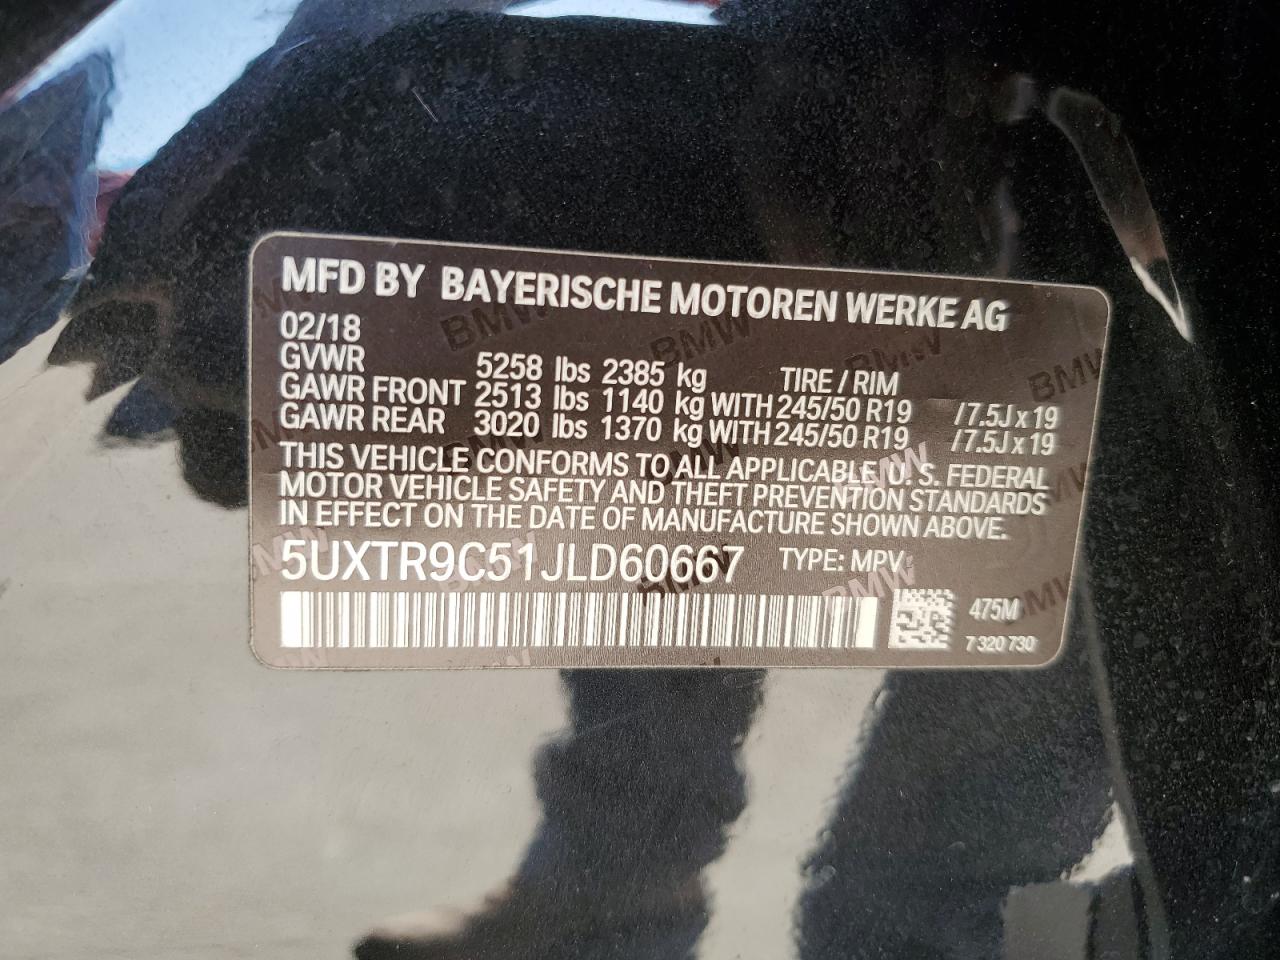 MFD BY BAYERISCHE MOTOREN WERKE AG
02/18
GVWR 5258 lbs 2385 kg TIRE / RIM
GAWR FRONT 2513 lbs 1140 kg WITH 245/50 R19 /7.5J x 19
GAWR REAR 3020 lbs 1370 kg WITH 245/50 R19 /7.5J x 19
THIS VEHICLE CONFORMS TO ALL APPLICABLE U. S. FEDERAL
MOTOR VEHICLE SAFETY AND THEFT PREVENTION STANDARDS
IN EFFECT ON THE DATE OF MANUFACTURE SHOWN ABOVE.
5UXTR9C51JLD60667 TYPE: MPV
475M
7 320 730